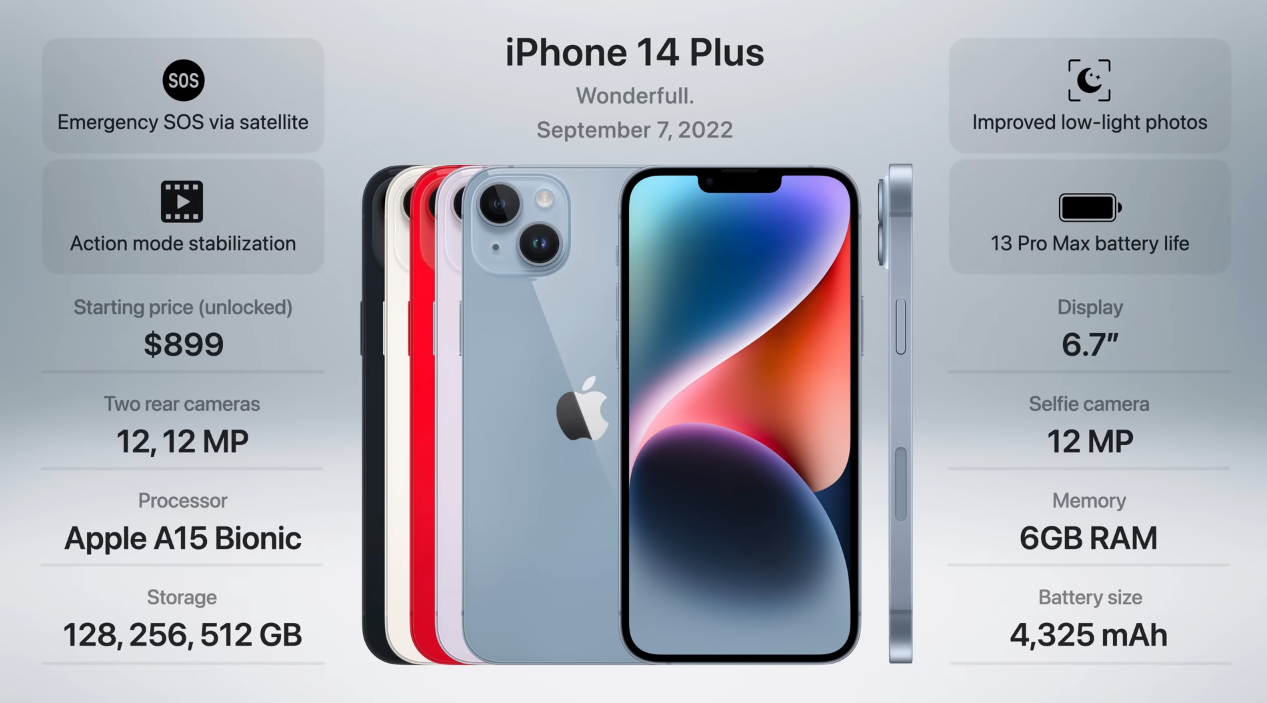 iPhone 14 Plus
Wonderfull.
September 7, 2022
SOS
Emergency SOS via satellite
Action mode stabilization
Starting price (unlocked)
$899
Two rear cameras
12, 12 MP
Processor
Apple A15 Bionic
Storage
128, 256, 512 GB
Improved low-light photos
13 Pro Max battery life
Display
6.7”
Selfie camera
12 MP
Memory
6GB RAM
Battery size
4,325 mAh